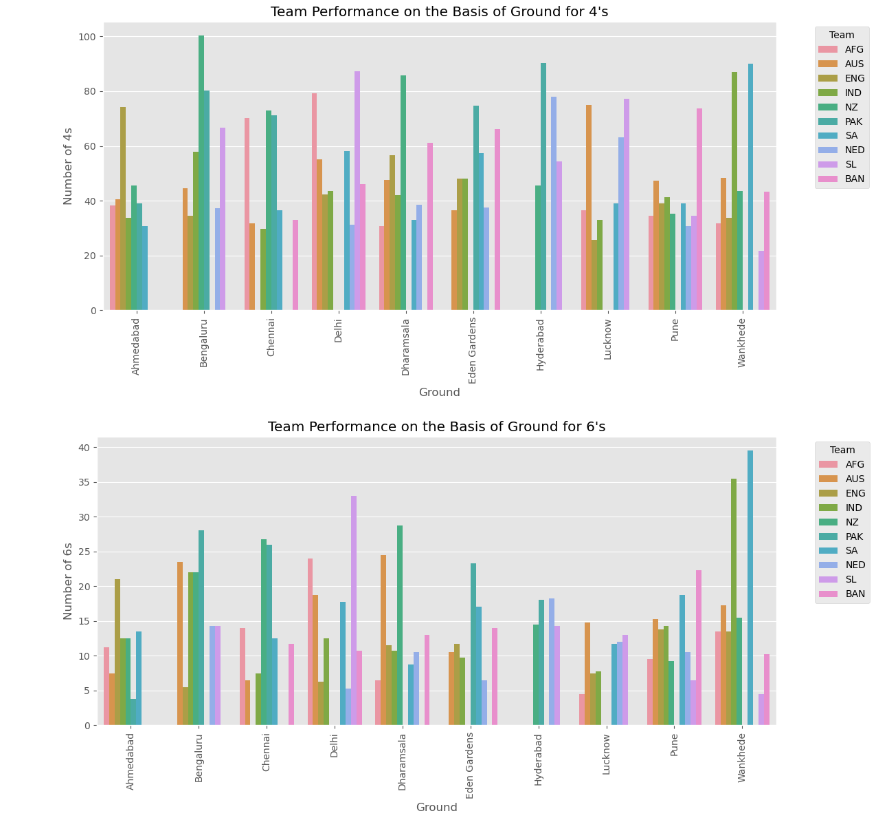 Team Performance on the Basis of Ground for 4's
Number of 4s
100
80
60
40
20
0
Ahmedabad
Bengaluru
Chennai
Delhi
Dharamsala
Eden Gardens
Hyderabad
Lucknow
Pune
Wankhede
Ground
Team
AFG
AUS
ENG
IND
NZ
PAK
SA
NED
SL
BAN
Team Performance on the Basis of Ground for 6's
Number of 6s
40
35
30
25
20
15
10
5
0
Ahmedabad
Bengaluru
Chennai
Delhi
Dharamsala
Eden Gardens
Hyderabad
Lucknow
Pune
Wankhede
Ground
Team
AFG
AUS
ENG
IND
NZ
PAK
SA
NED
SL
BAN